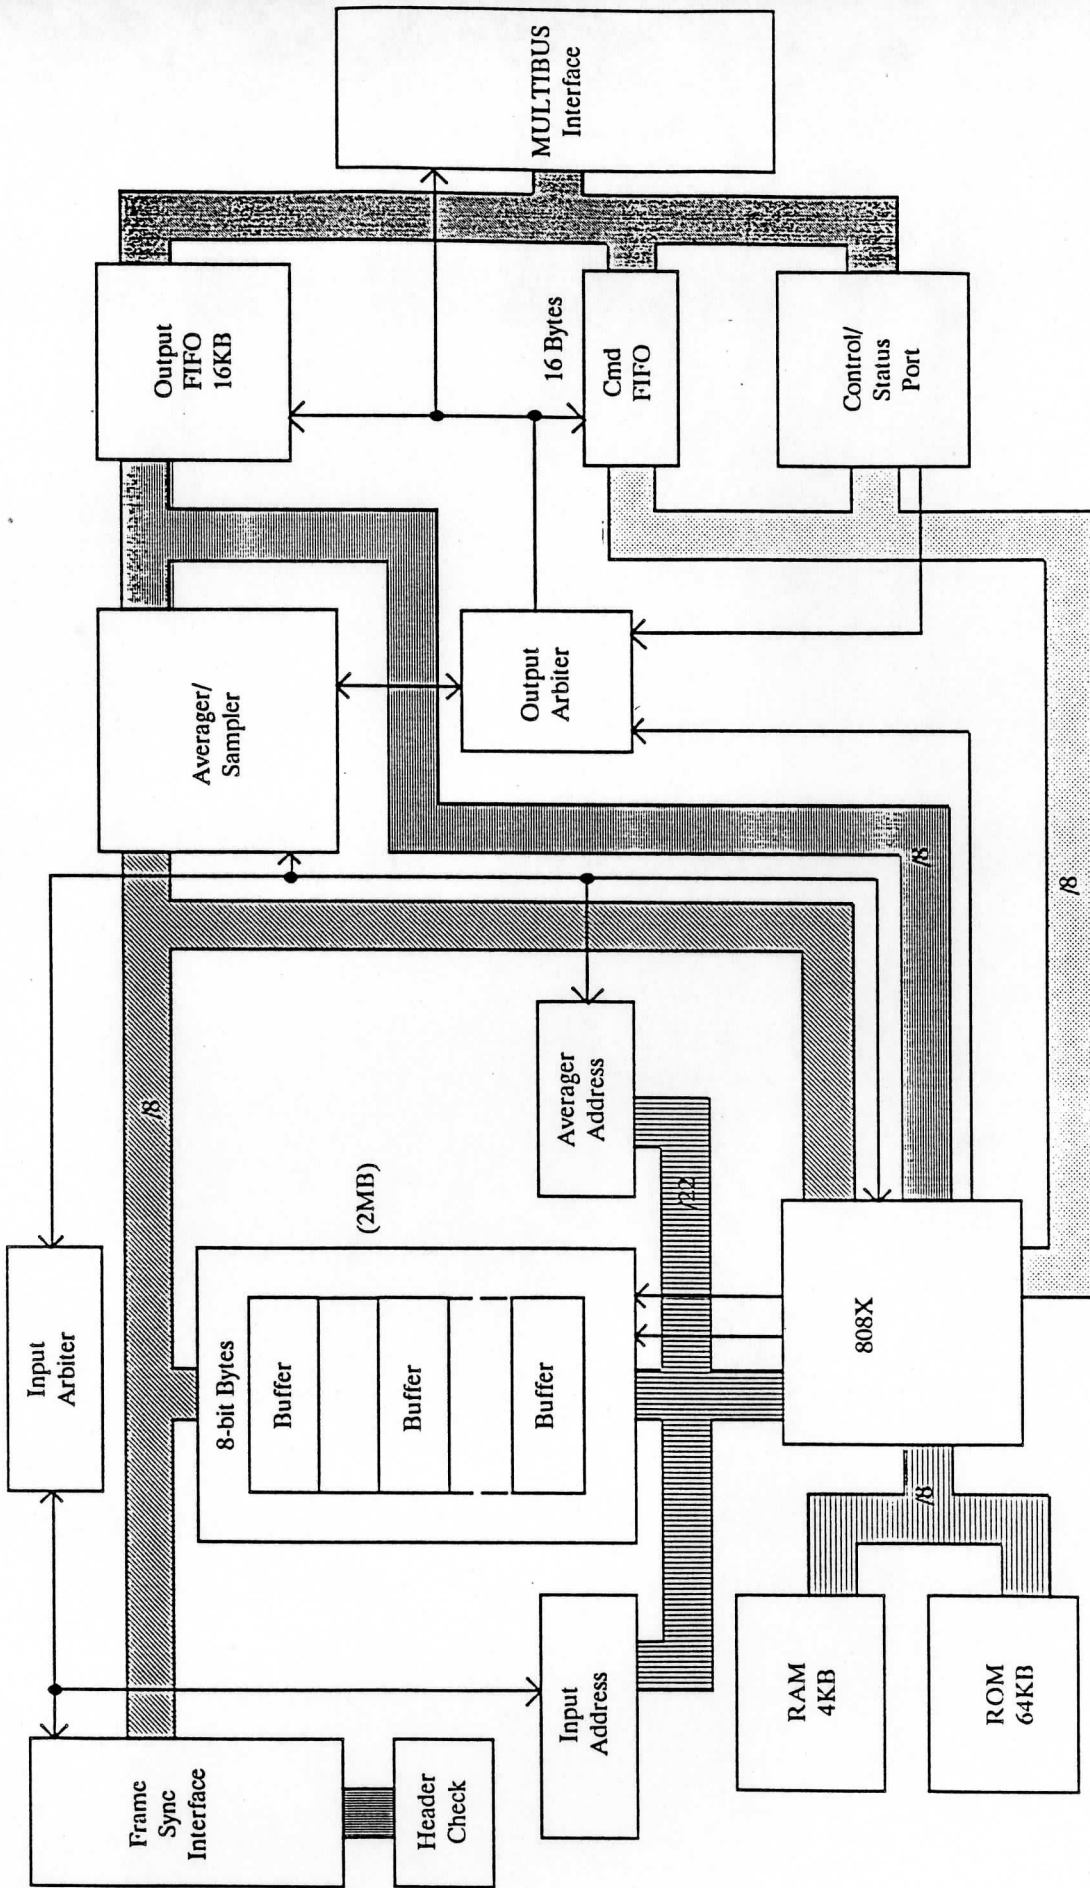 Frame
Sync
Interface
Header
Check
Input
Arbiter
Input
Address
/8
8-bit Bytes
Buffer
Buffer
Buffer
(2MB)
Averager
Address
/22
RAM
4KB
ROM
64KB
/8
808X
/8
/8
Averager/
Sampler
Output
Arbiter
Output
FIFO
16KB
16 Bytes
Cmd
FIFO
Control/
Status
Port
MULTIBUS
Interface